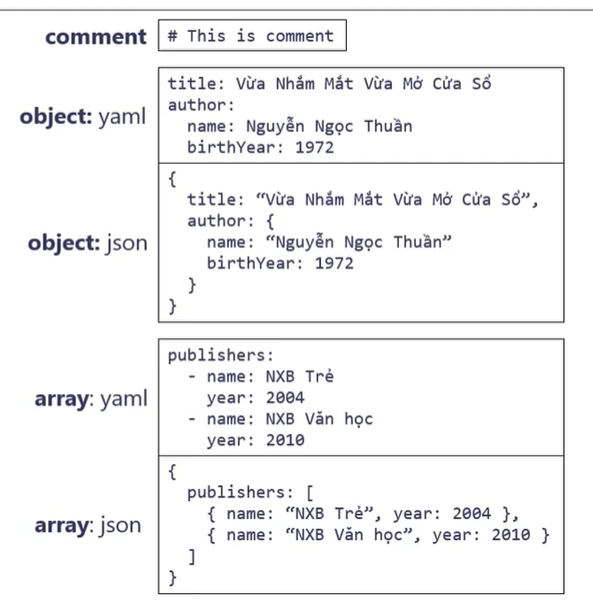 comment # This is comment
object: yaml
title: Vừa Nhắm Mắt Vừa Mở Cửa Sổ
author:
  name: Nguyễn Ngọc Thuần
  birthYear: 1972
object: json
{
  title: “Vừa Nhắm Mắt Vừa Mở Cửa Sổ”,
  author: {
    name: “Nguyễn Ngọc Thuần”
    birthYear: 1972
  }
}
array: yaml
publishers:
  - name: NXB Trẻ
    year: 2004
  - name: NXB Văn học
    year: 2010
array: json
{
  publishers: [
    { name: “NXB Trẻ”, year: 2004 },
    { name: “NXB Văn học”, year: 2010 }
  ]
}